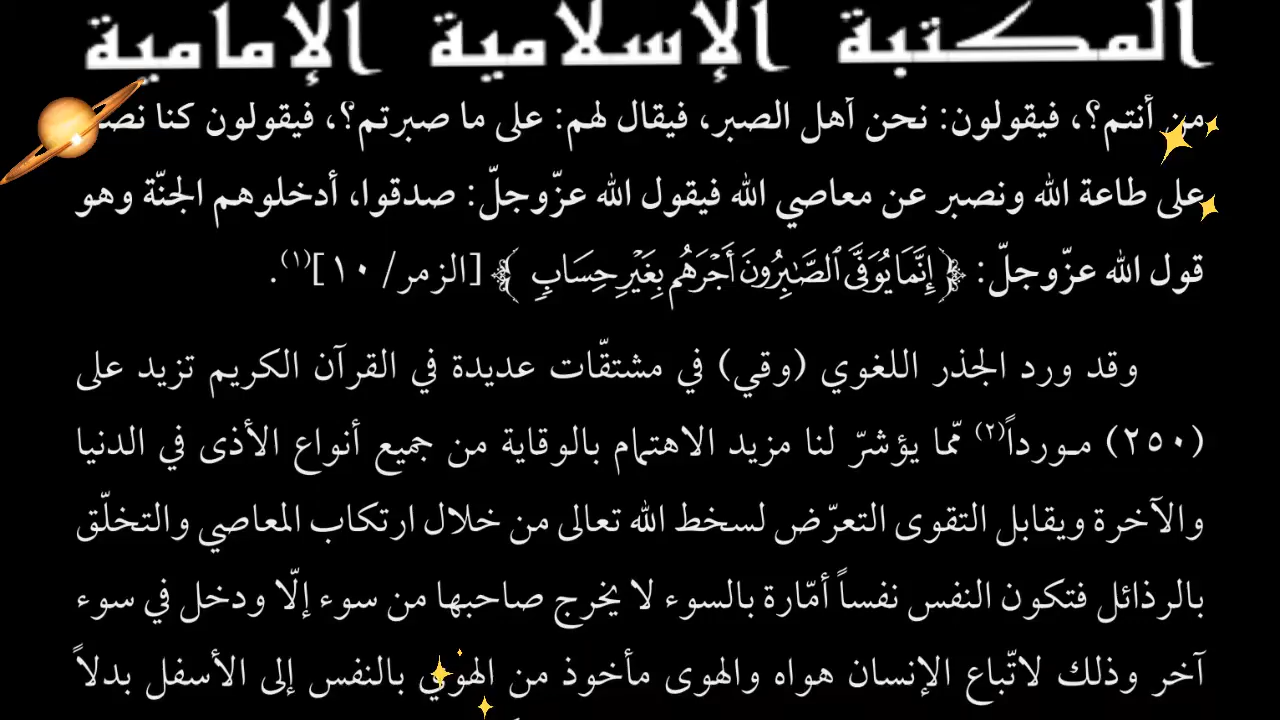 المكتبة الإسلامية الإمامية
من أنتم؟، فيقولون: نحن أهل الصبر، فيقال لهم: على ما صبرتم؟، فيقولون كنا
على طاعة الله ونصبر عن معاصي الله فيقول الله عزّوجلّ: صدقوا، أدخلوهم الجنّة وهو
قول الله عزّوجلّ: ﴿إِنَّمَا يُوَفَّى ٱلصَّٰبِرُونَ أَجۡرَهُم بِغَيۡرِ حِسَابٖ﴾ [الزمر/ ١٠](١).
وقد ورد الجذر اللغوي (وقي) في مشتقّات عديدة في القرآن الكريم تزيد على
(٢٥٠) مـورداً(٢) ممّا يؤشرّ لنا مزيد الاهتمام بالوقاية من جميع أنواع الأذى في الدنيا
والآخرة ويقابل التقوى التعرّض لسخط الله تعالى من خلال ارتكاب المعاصي والتخلّق
بالرذائل فتكون النفس نفساً أمّارة بالسوء لا يخرج صاحبها من سوء إلّا ودخل في سوء
آخر وذلك لاتّباع الإنسان هواه والهوى مأخوذ من الهوي بالنفس إلى الأسفل بدلاً